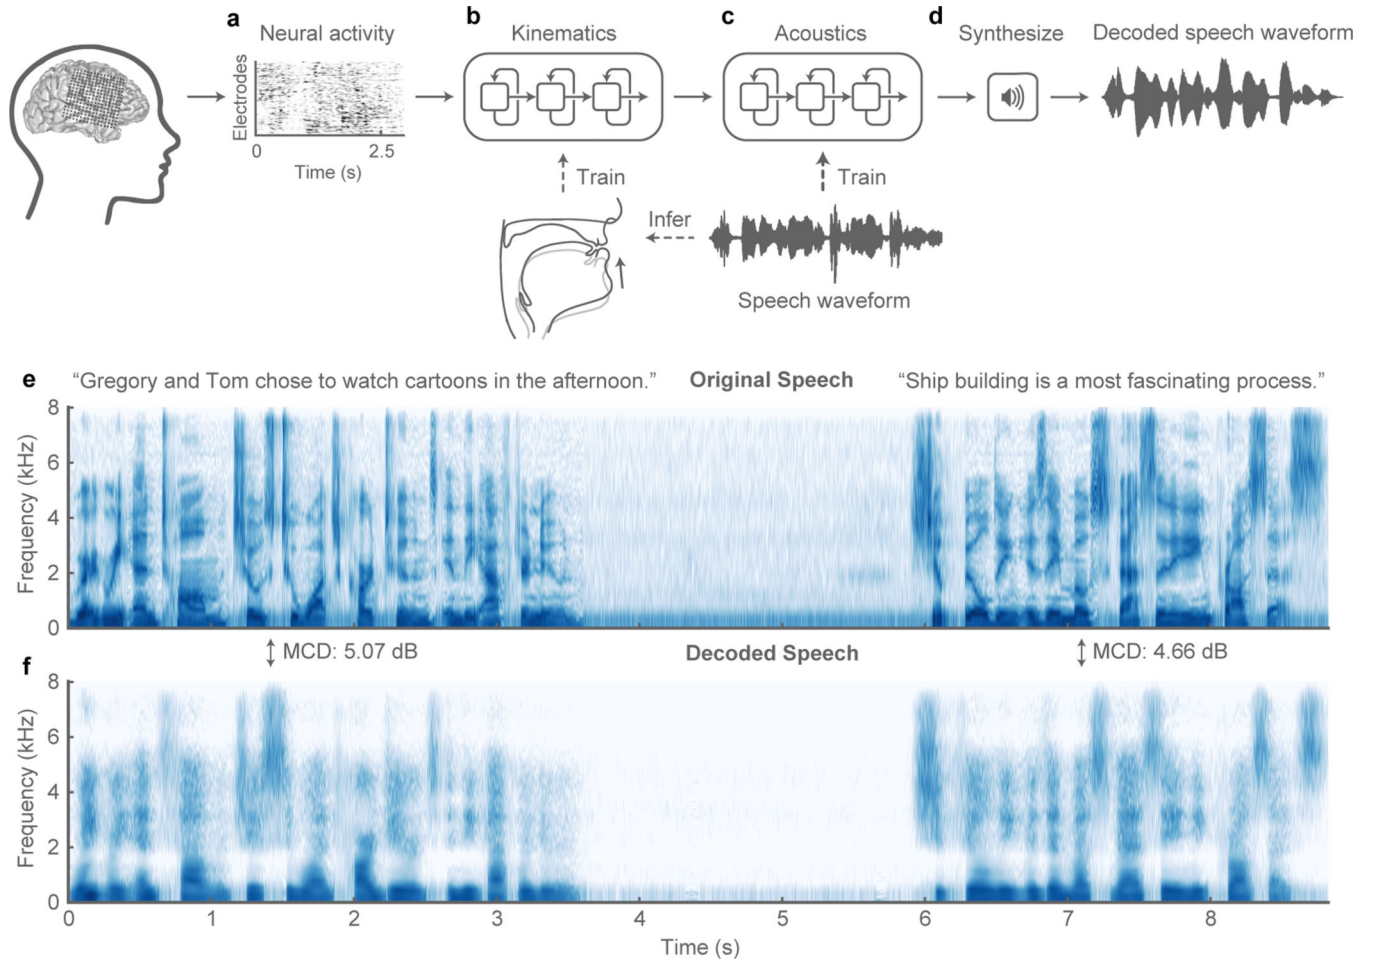 a
Neural activity
Electrodes
0
2.5
Time (s)
b
Kinematics
Train
c
Acoustics
Train
Infer
Speech waveform
d
Synthesize
Decoded speech waveform
e
“Gregory and Tom chose to watch cartoons in the afternoon.”
Original Speech
“Ship building is a most fascinating process.”
Frequency (kHz)
8
6
4
2
0
MCD: 5.07 dB
MCD: 4.66 dB
f
Decoded Speech
Frequency (kHz)
8
6
4
2
0
0
1
2
3
4
5
6
7
8
Time (s)